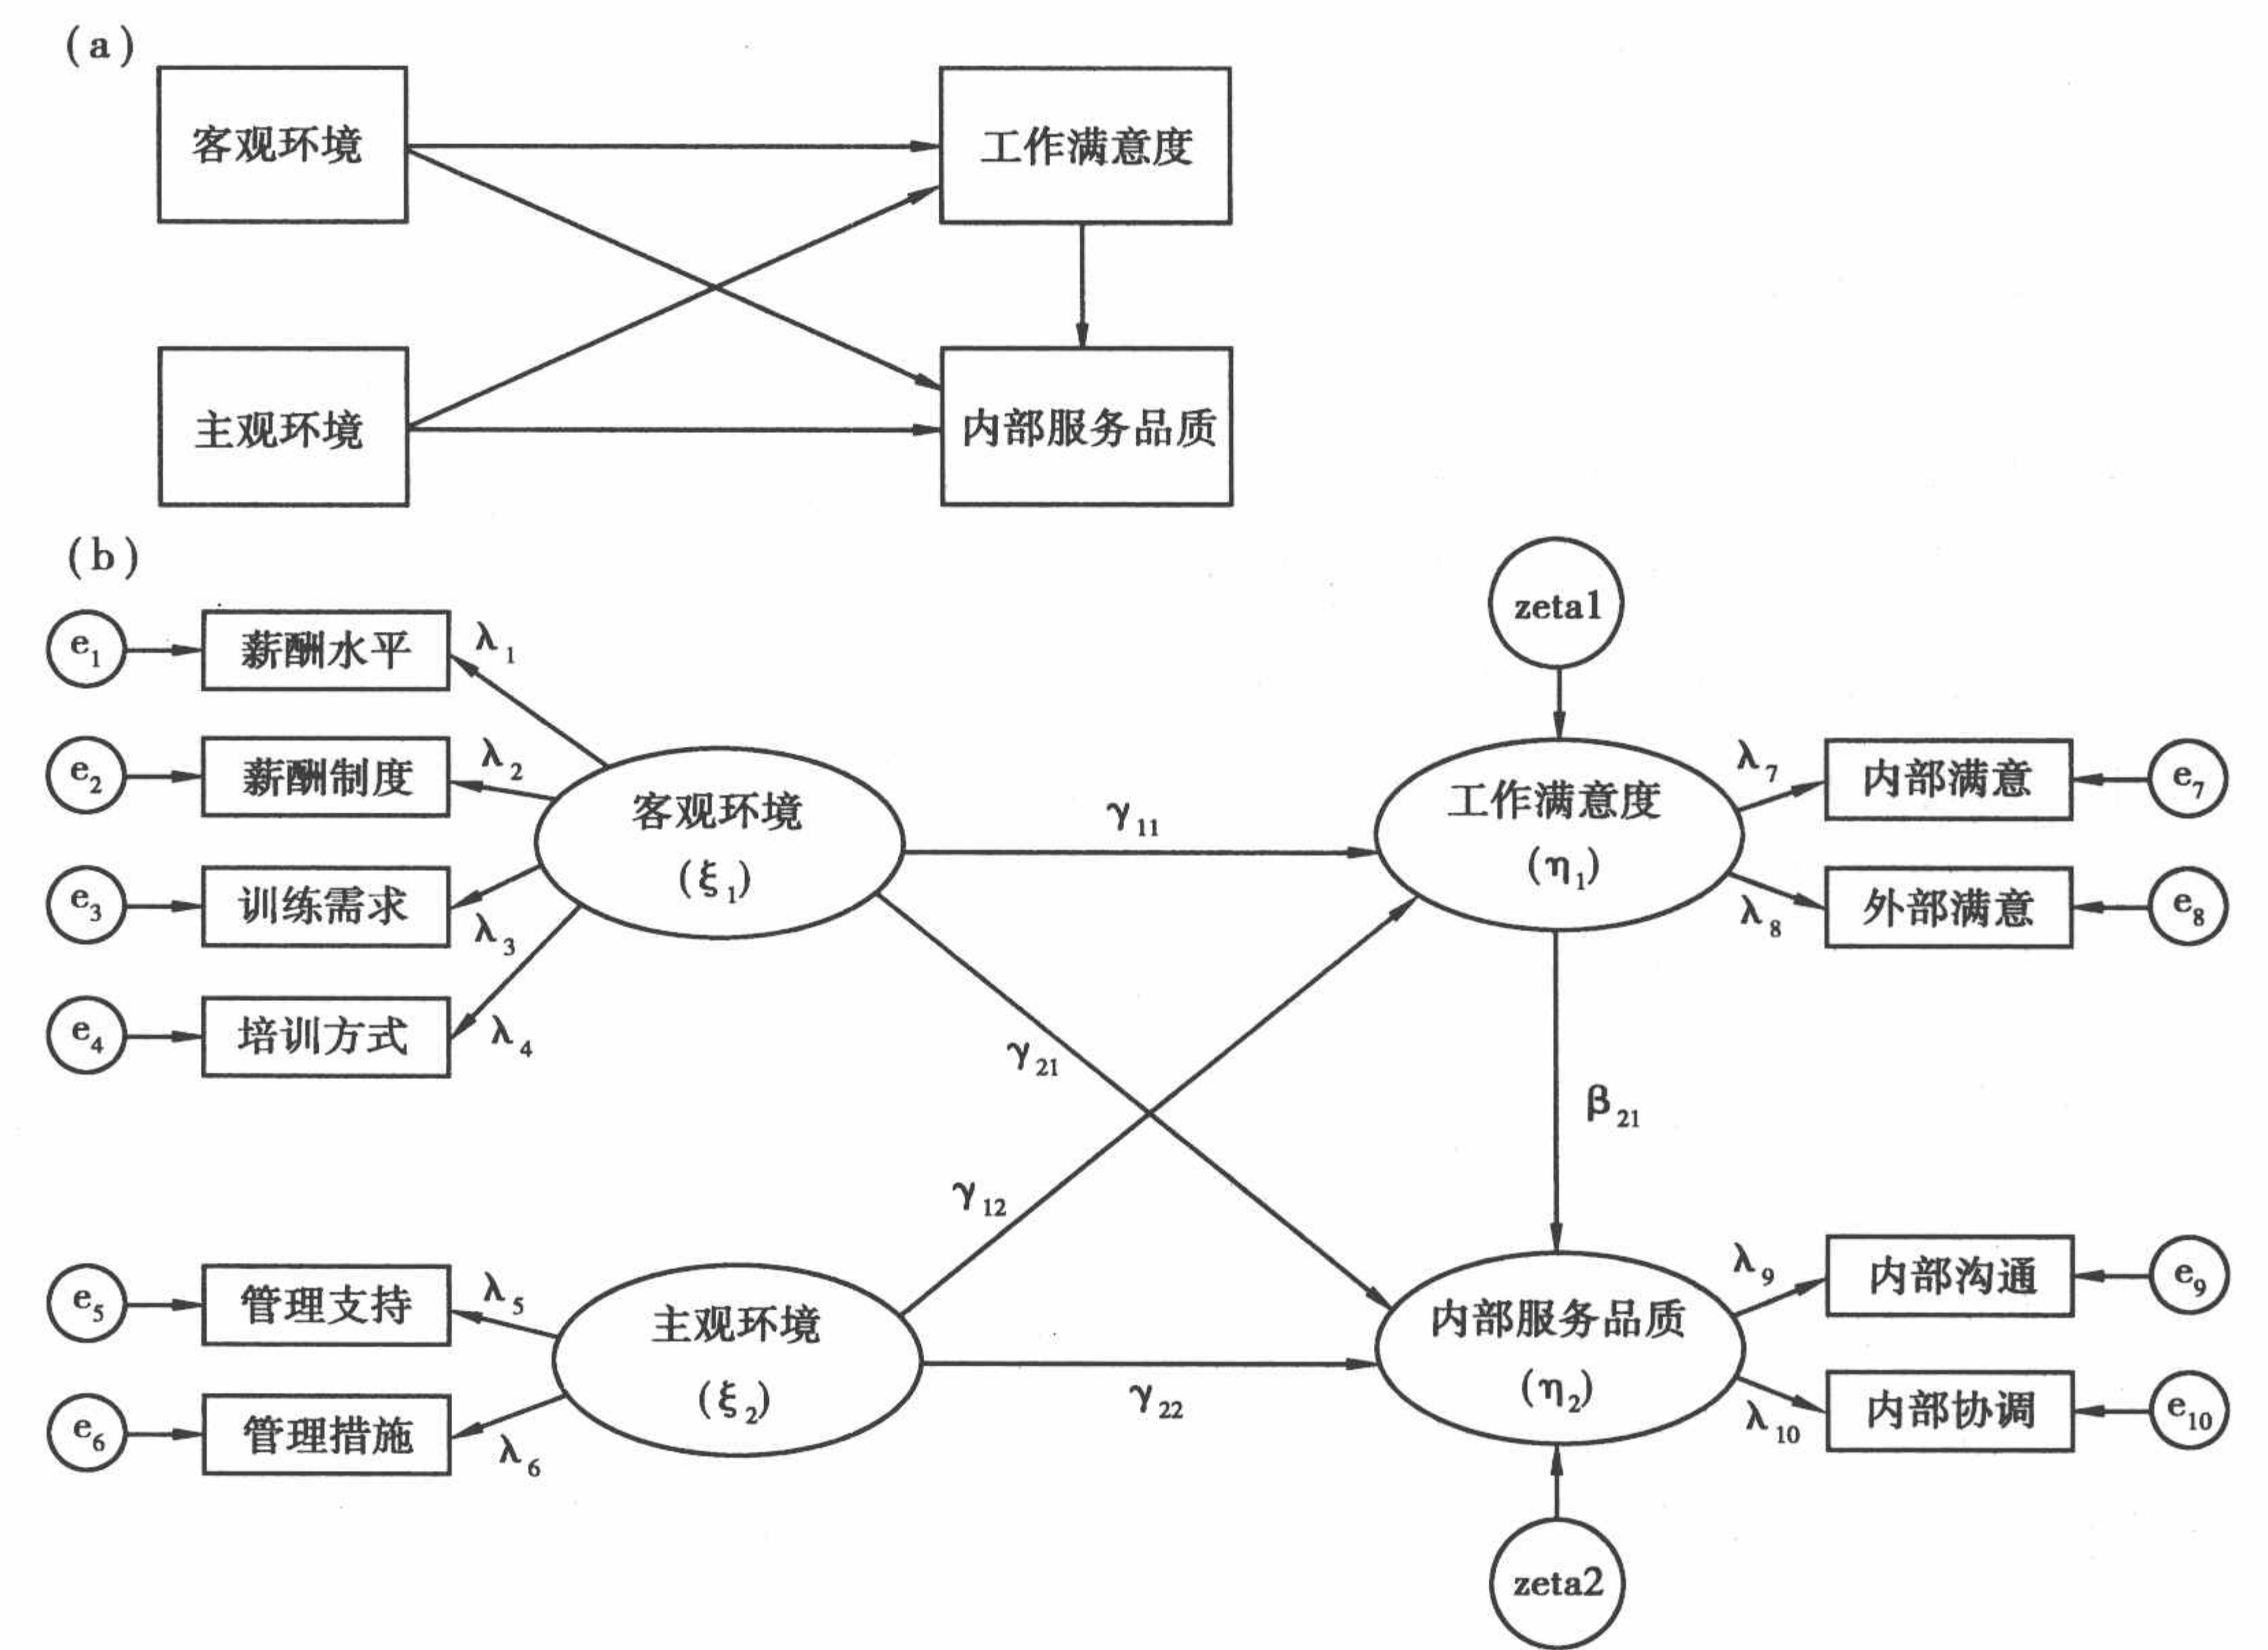 (a)
客观环境
工作满意度
主观环境
内部服务品质
(b)
zeta1
e1 薪酬水平 λ1
e2 薪酬制度 λ2
客观环境
(ξ1)
γ11
工作满意度
(η1)
λ7 内部满意 e7
e3 训练需求 λ3
λ8 外部满意 e8
e4 培训方式 λ4
γ21
β21
γ12
e5 管理支持 λ5
主观环境
(ξ2)
内部服务品质
(η2)
λ9 内部沟通 e9
e6 管理措施 λ6
γ22
λ10 内部协调 e10
zeta2